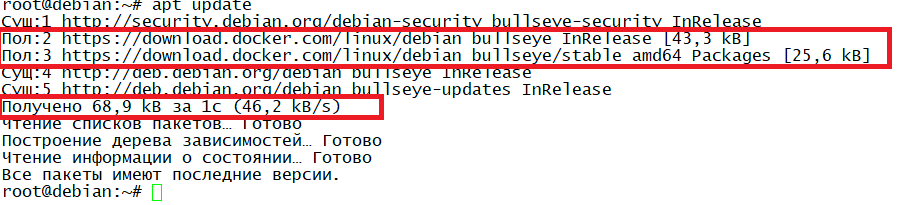 root@debian:~# apt update
Сущ:1 http://security.debian.org/debian-security bullseye-security InRelease
Пол:2 https://download.docker.com/linux/debian bullseye InRelease [43,3 kB]
Пол:3 https://download.docker.com/linux/debian bullseye/stable amd64 Packages [25,6 kB]
Сущ:4 http://deb.debian.org/debian bullseye InRelease
Сущ:5 http://deb.debian.org/debian bullseye-updates InRelease
Получено 68,9 kB за 1с (46,2 kB/s)
Чтение списков пакетов… Готово
Построение дерева зависимостей… Готово
Чтение информации о состоянии… Готово
Все пакеты имеют последние версии.
root@debian:~#